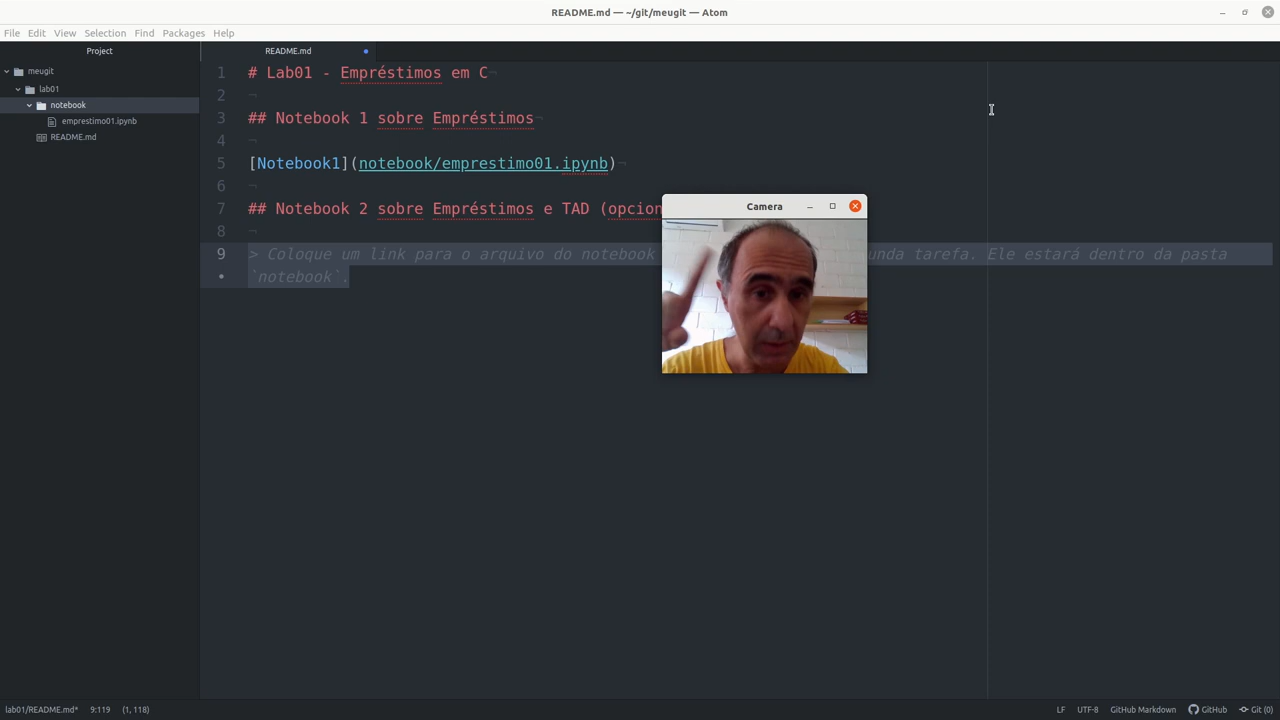 README.md — ~/git/meugit — Atom
File Edit View Selection Find Packages Help
Project
README.md
meugit
lab01
notebook
emprestimo01.ipynb
README.md
1 # Lab01 - Empréstimos em C
2
3 ## Notebook 1 sobre Empréstimos
4
5 [Notebook1](notebook/emprestimo01.ipynb)
6
7 ## Notebook 2 sobre Empréstimos e TAD (opcion
8
9 > Coloque um link para o arquivo do notebook unda tarefa. Ele estará dentro da pasta
`notebook`.
Camera
lab01/README.md* 9:119 (1, 118) LF UTF-8 GitHub Markdown GitHub Git (0)